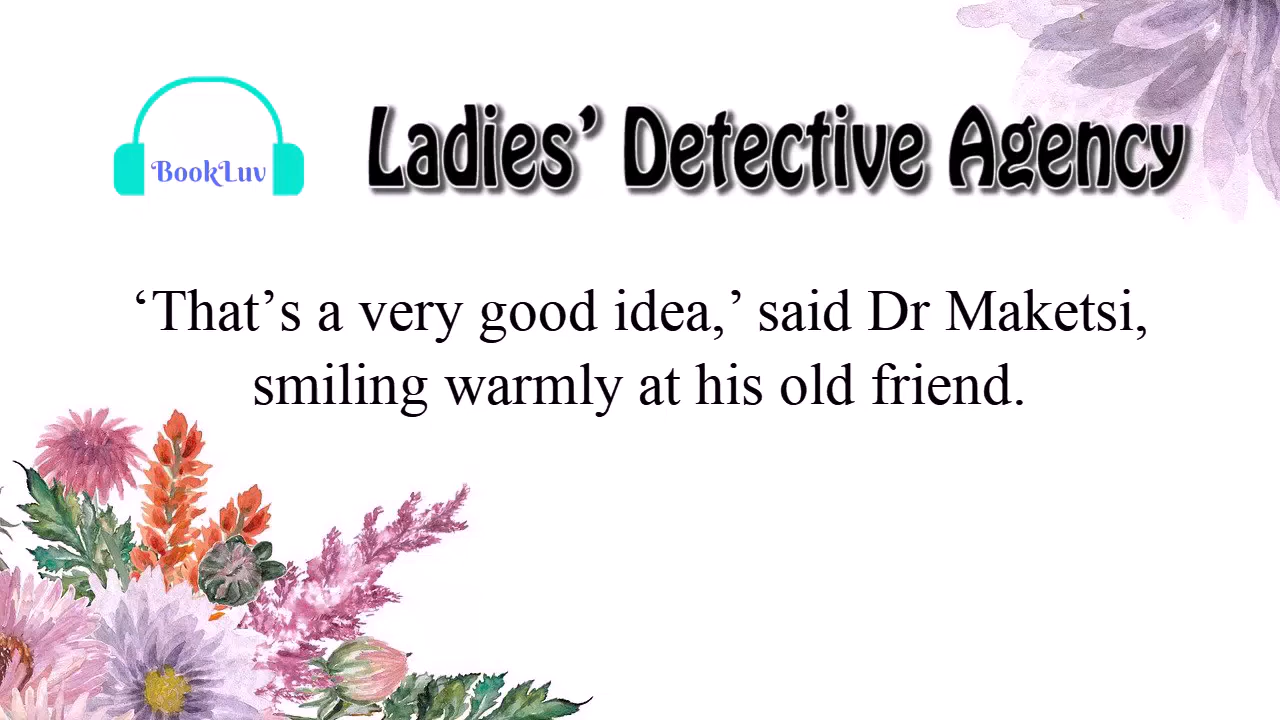 BookLuv
Ladies’ Detective Agency
‘That’s a very good idea,’ said Dr Maketsi,
smiling warmly at his old friend.